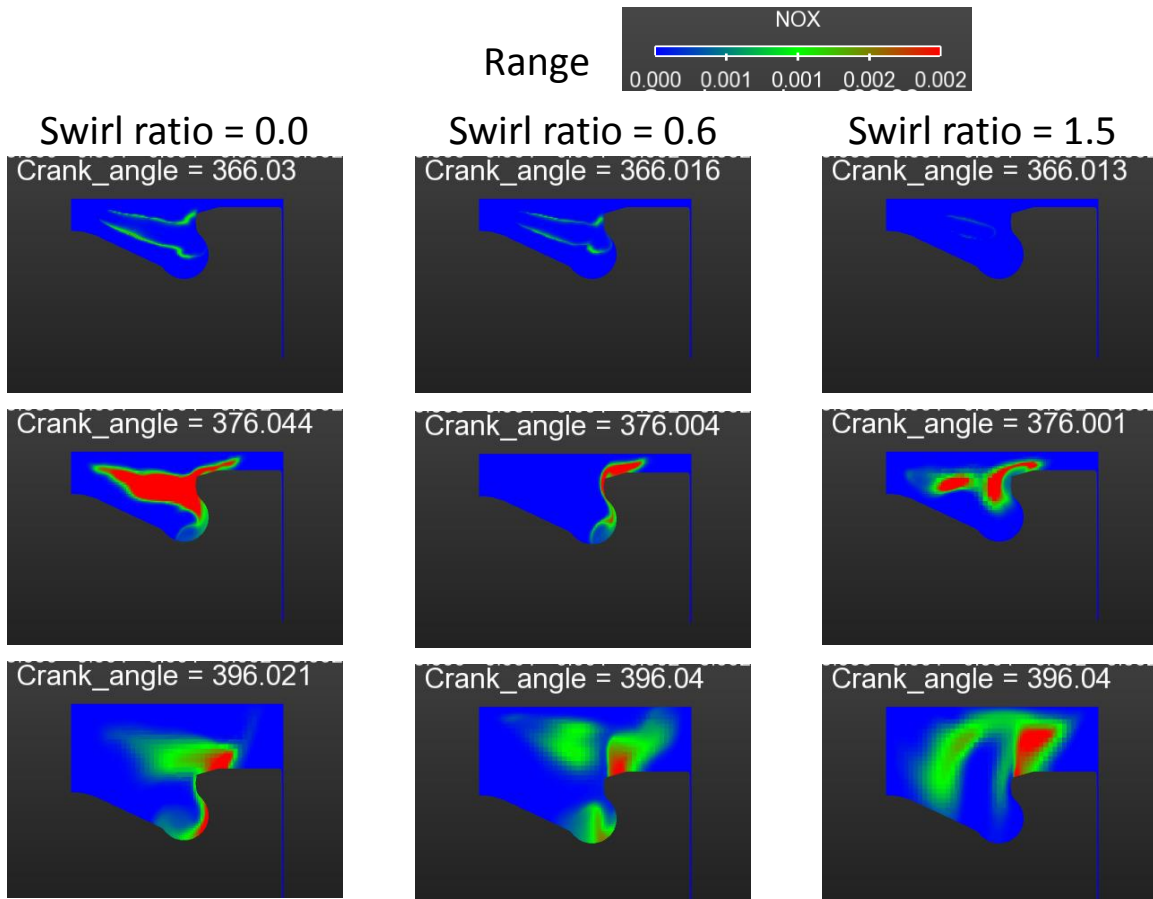 NOX
Range
0.000 0.001 0.001 0.002 0.002
Swirl ratio = 0.0
Swirl ratio = 0.6
Swirl ratio = 1.5
Crank_angle = 366.03
Crank_angle = 366.016
Crank_angle = 366.013
Crank_angle = 376.044
Crank_angle = 376.004
Crank_angle = 376.001
Crank_angle = 396.021
Crank_angle = 396.04
Crank_angle = 396.04